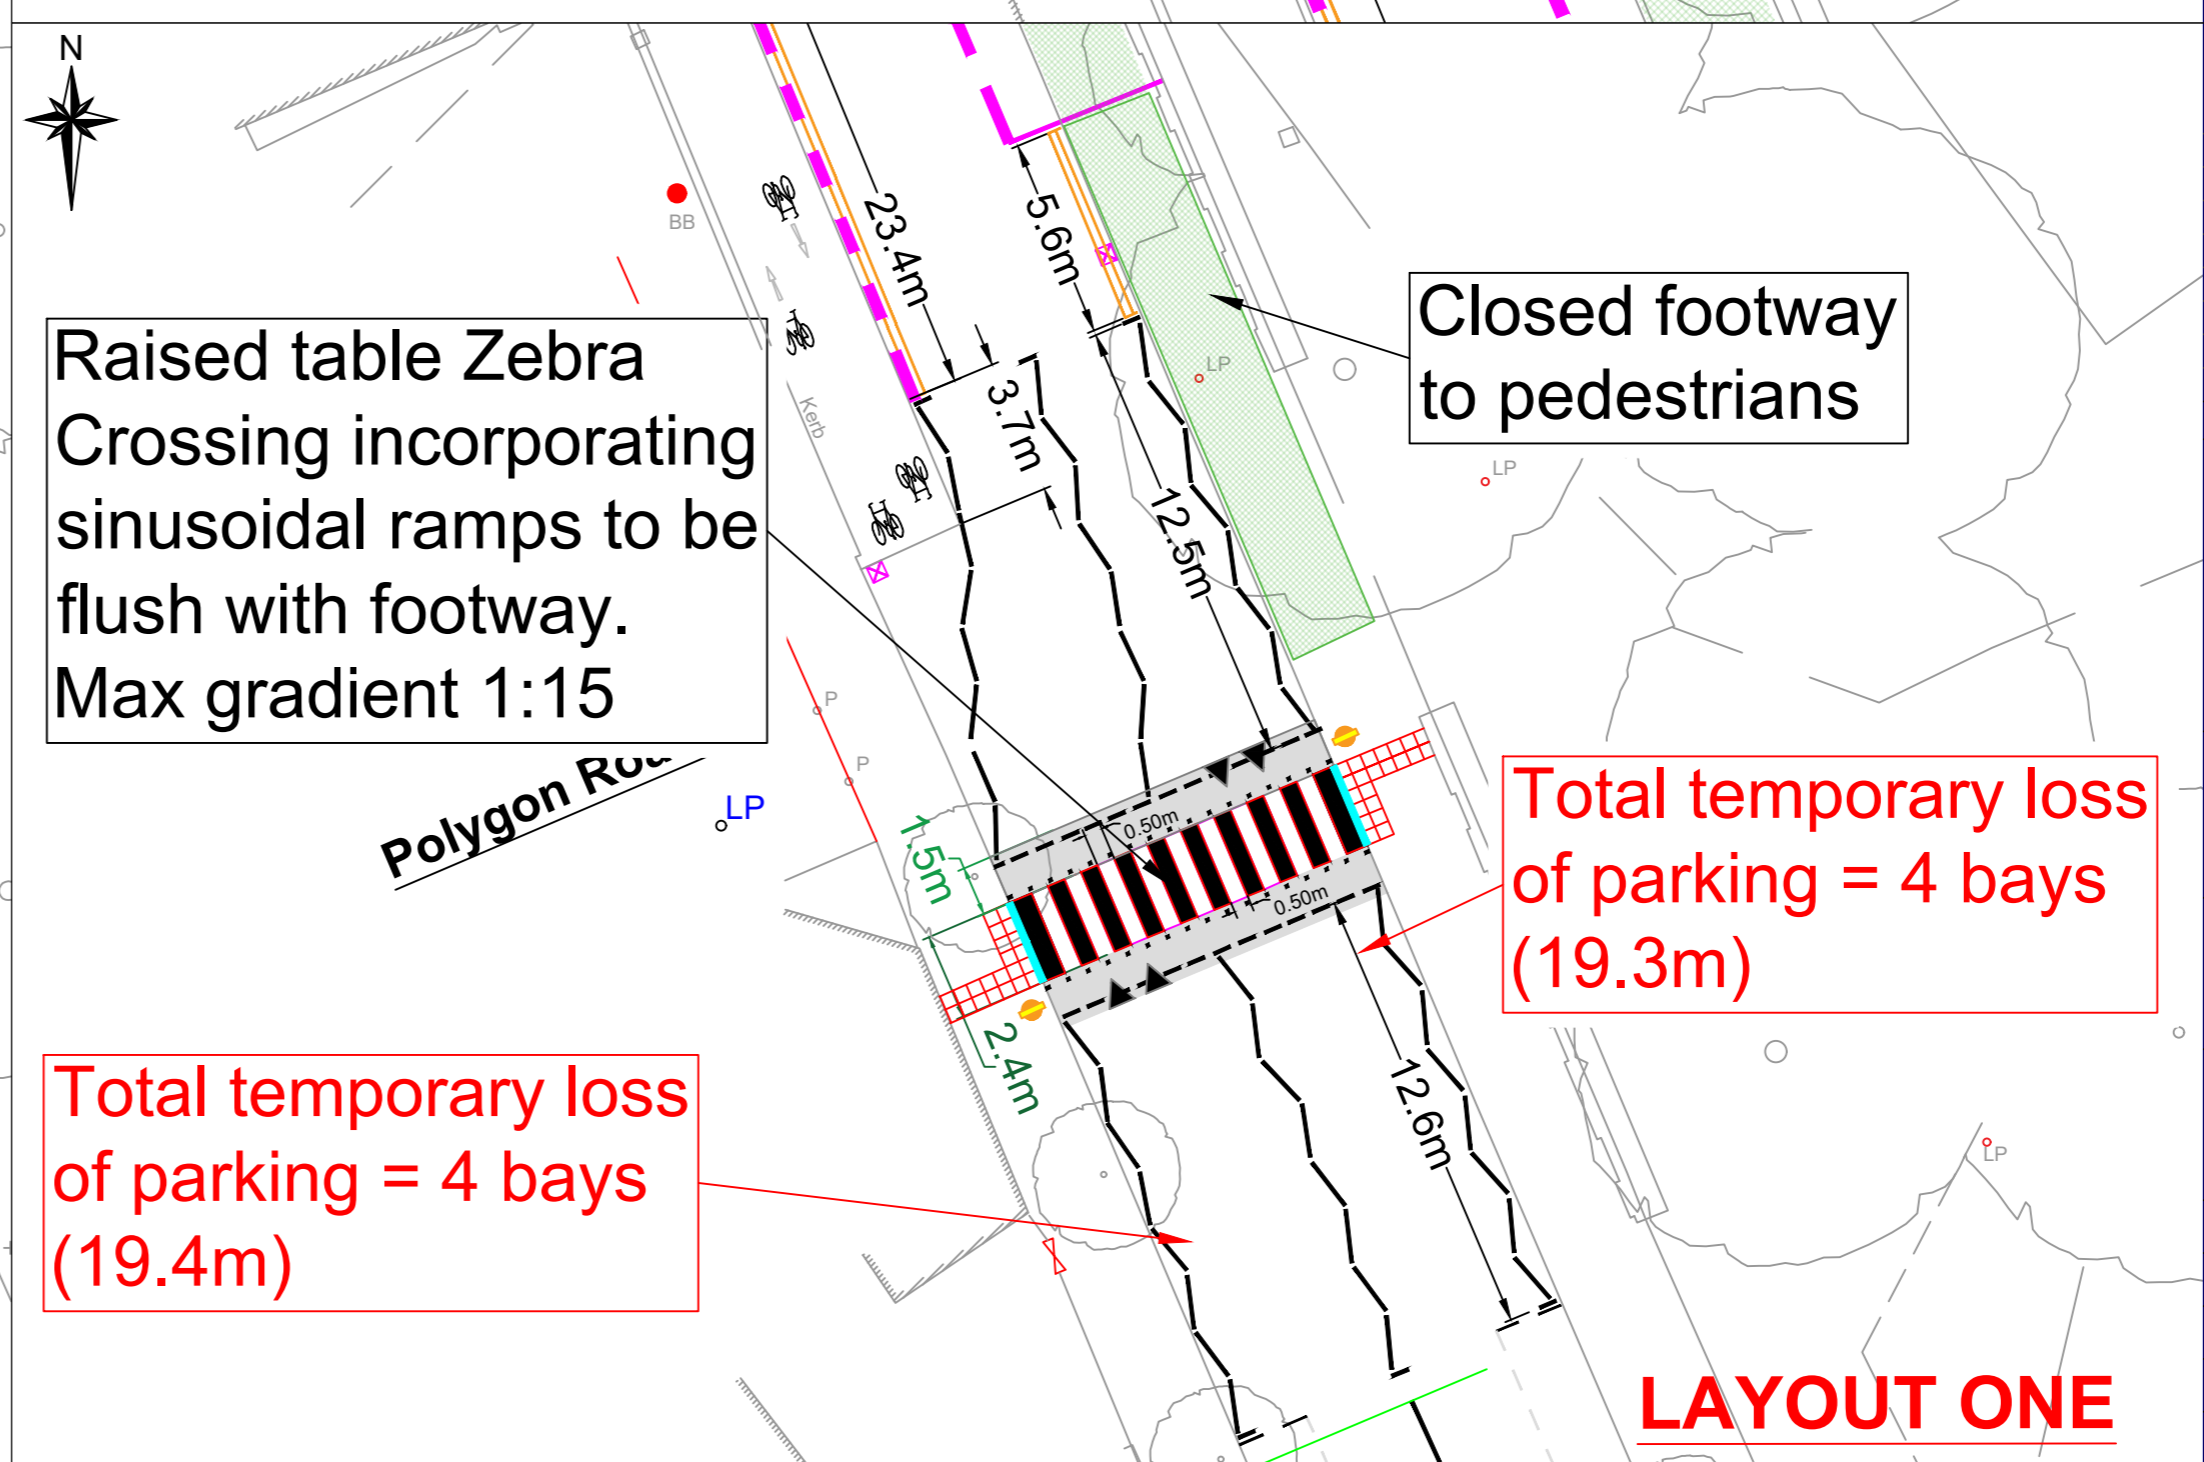 N
BB
23.4m
5.6m
Closed footway
to pedestrians
Raised table Zebra
Crossing incorporating
sinusoidal ramps to be
flush with footway.
Max gradient 1:15
Kerb
3.7m
LP
LP
12.5m
P
P
Polygon
LP
1.5m
0.50m
0.50m
Total temporary loss
of parking = 4 bays
(19.3m)
2.4m
Total temporary loss
of parking = 4 bays
(19.4m)
12.6m
LP
LAYOUT ONE